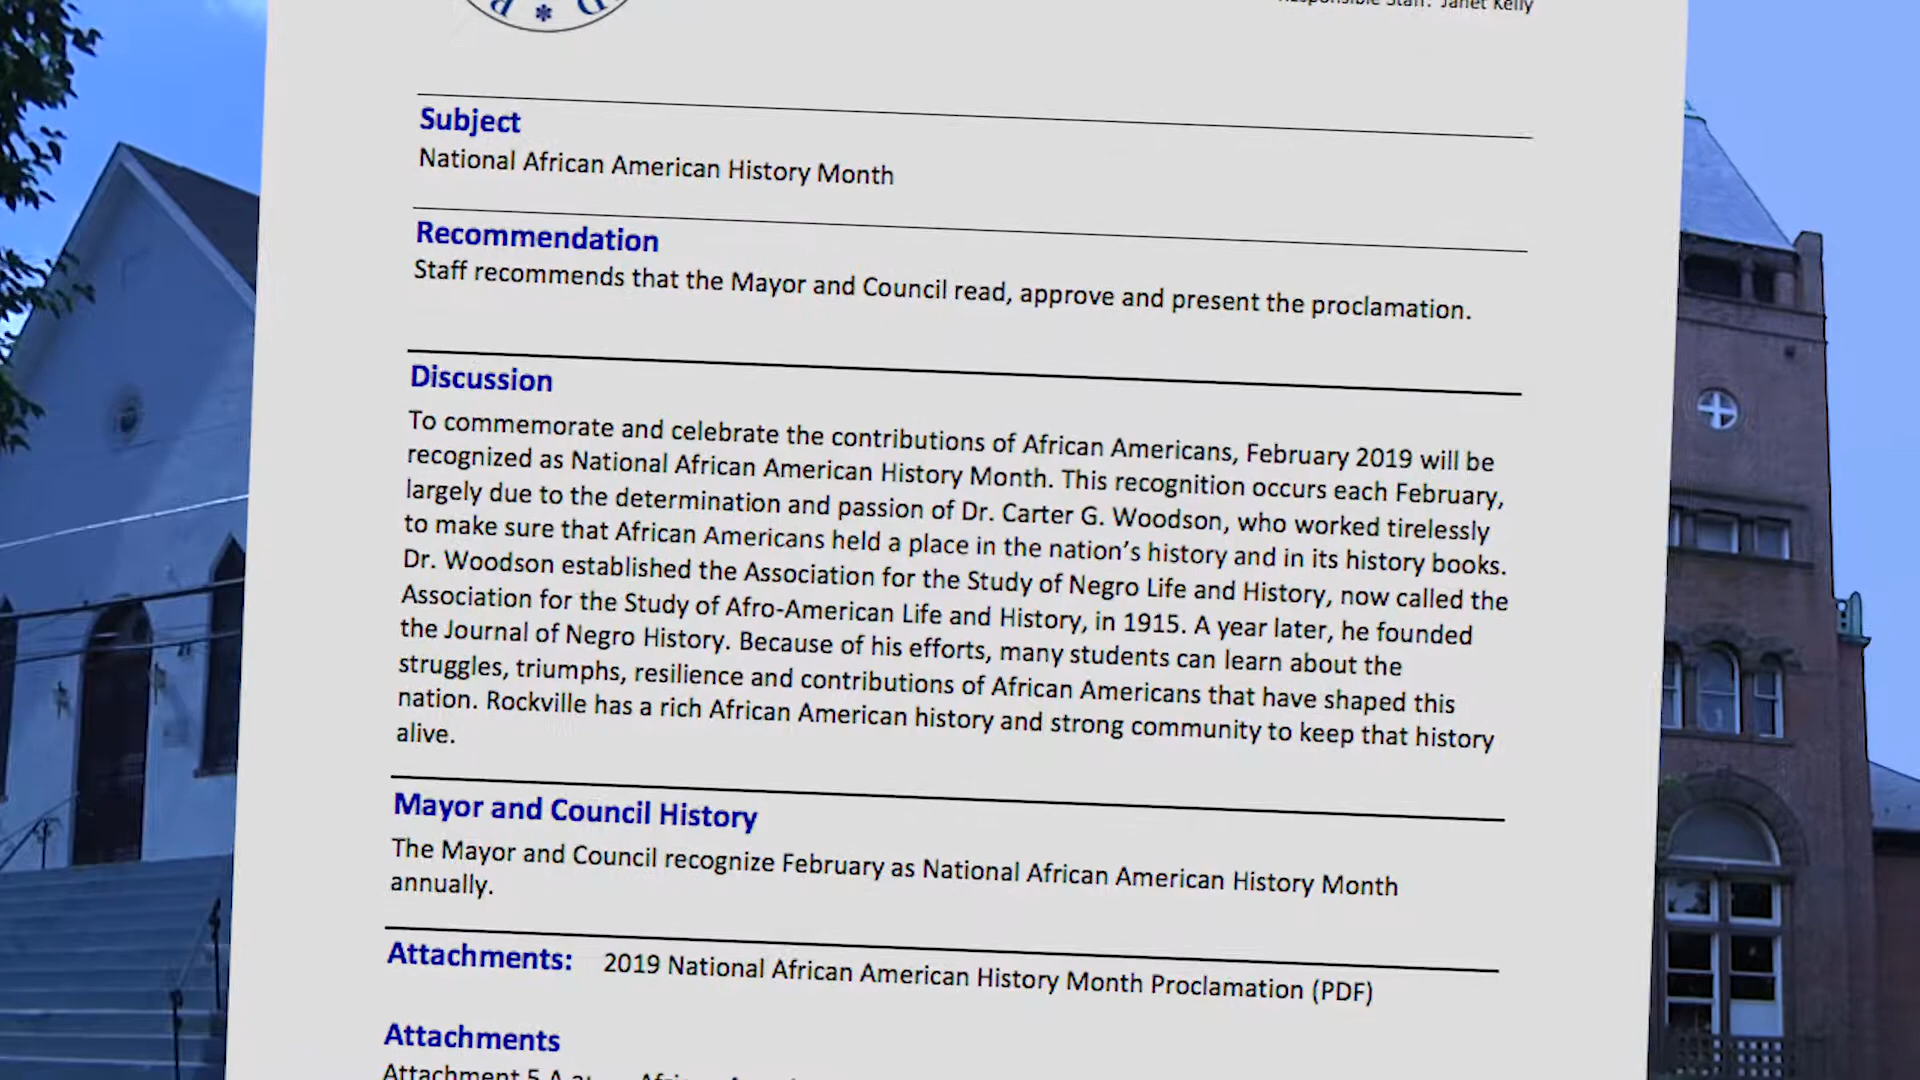 Responsible Staff: Janet Kelly
Subject
National African American History Month
Recommendation
Staff recommends that the Mayor and Council read, approve and present the proclamation.
Discussion
To commemorate and celebrate the contributions of African Americans, February 2019 will be
recognized as National African American History Month. This recognition occurs each February,
largely due to the determination and passion of Dr. Carter G. Woodson, who worked tirelessly
to make sure that African Americans held a place in the nation's history and in its history books.
Dr. Woodson established the Association for the Study of Negro Life and History, now called the
Association for the Study of Afro-American Life and History, in 1915. A year later, he founded
the Journal of Negro History. Because of his efforts, many students can learn about the
struggles, triumphs, resilience and contributions of African Americans that have shaped this
nation. Rockville has a rich African American history and strong community to keep that history
alive.
Mayor and Council History
The Mayor and Council recognize February as National African American History Month
annually.
Attachments: 2019 National African American History Month Proclamation (PDF)
Attachments
Attachment 5.A.a: